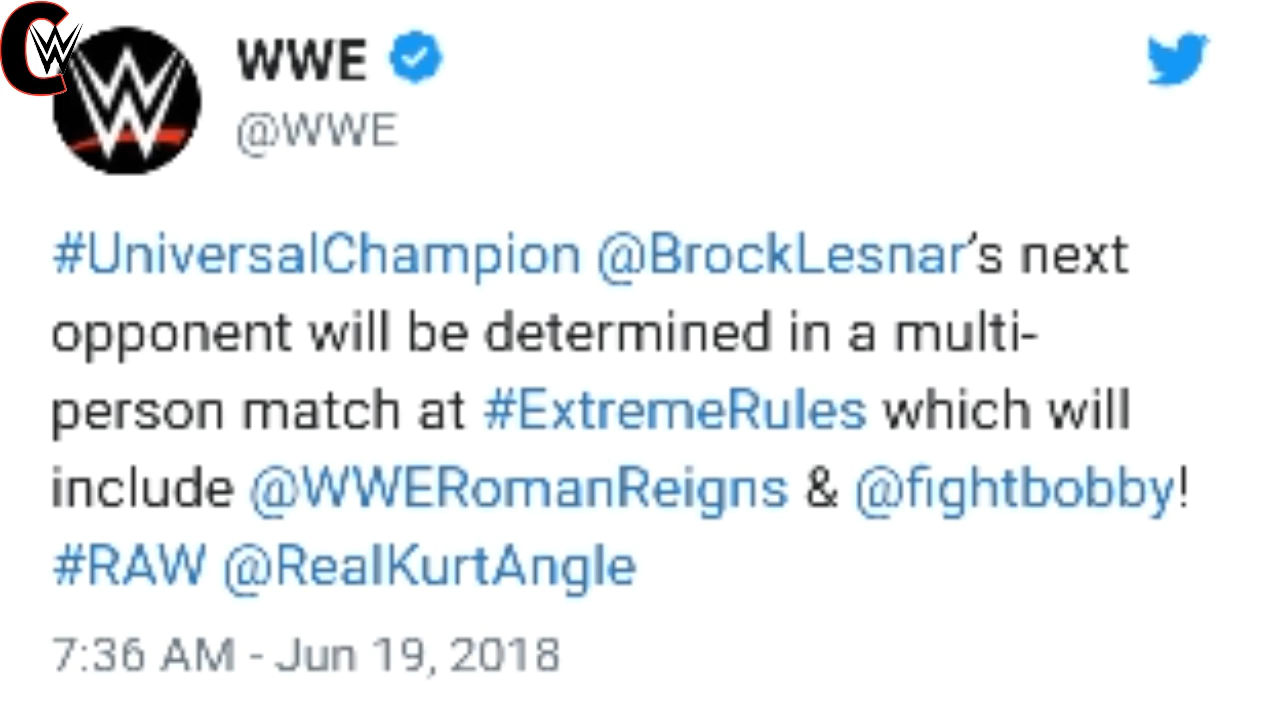 WWE
@WWE
#UniversalChampion @BrockLesnar's next
opponent will be determined in a multi-
person match at #ExtremeRules which will
include @WWERomanReigns & @fightbobby!
#RAW @RealKurtAngle
7:36 AM - Jun 19, 2018